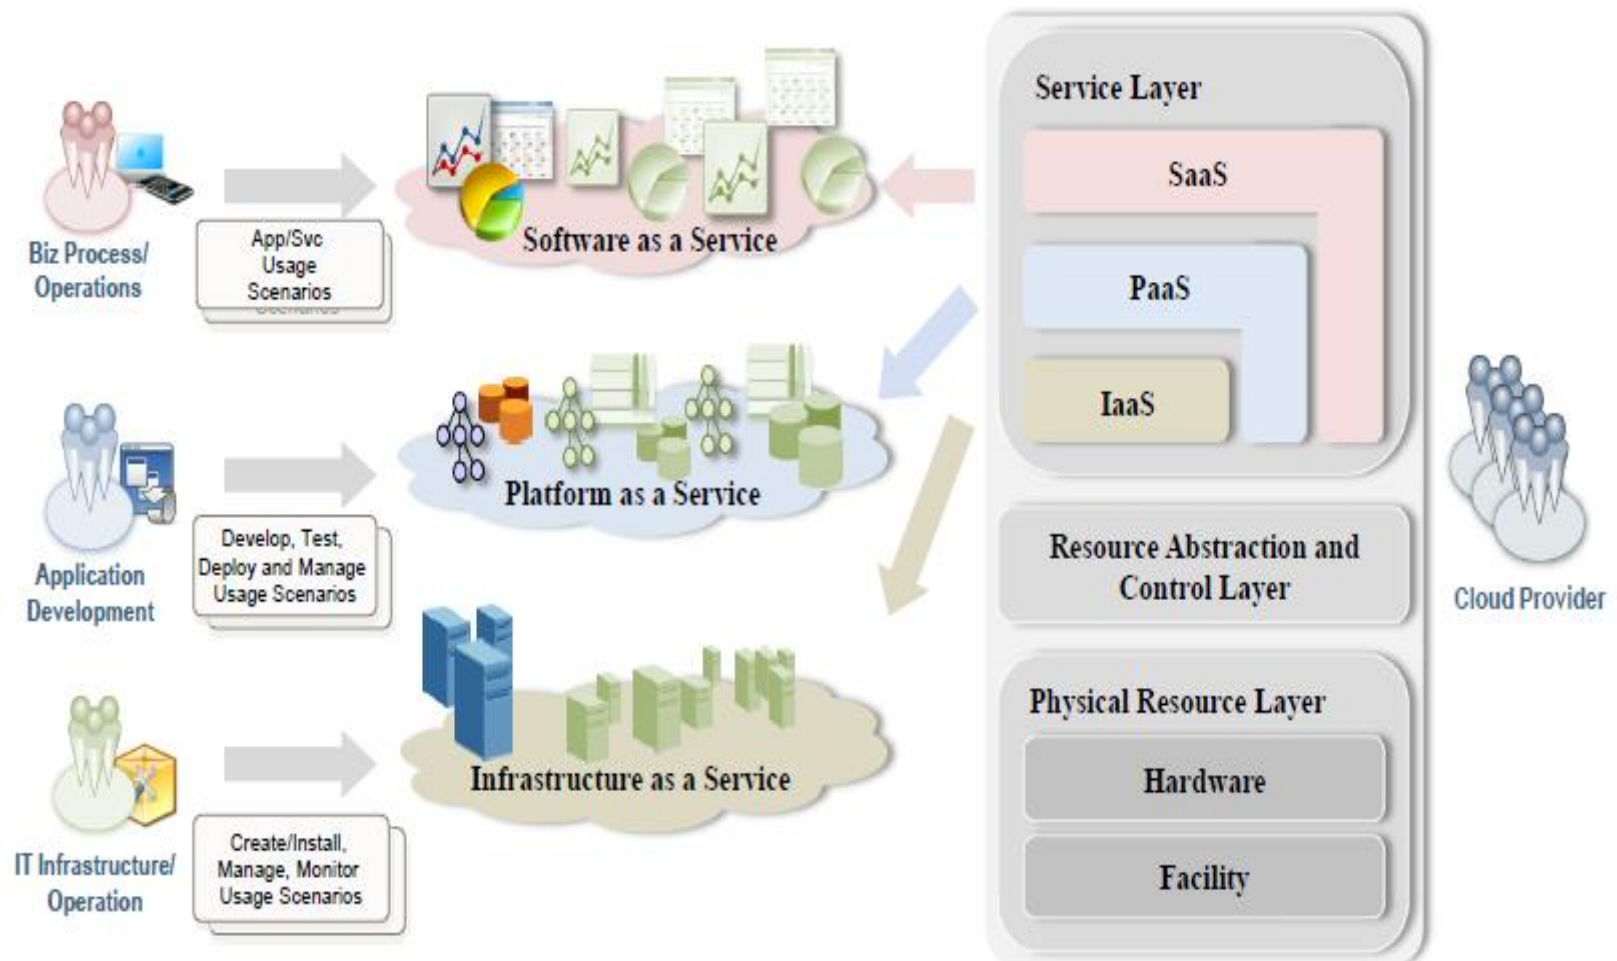 Biz Process/
Operations
App/Svc
Usage
Scenarios
Scenarios
Software as a Service
Application
Development
Develop, Test,
Deploy and Manage
Usage Scenarios
Platform as a Service
IT Infrastructure/
Operation
Create/Install,
Manage, Monitor
Usage Scenarios
Infrastructure as a Service
Service Layer
SaaS
PaaS
IaaS
Resource Abstraction and
Control Layer
Physical Resource Layer
Hardware
Facility
Cloud Provider